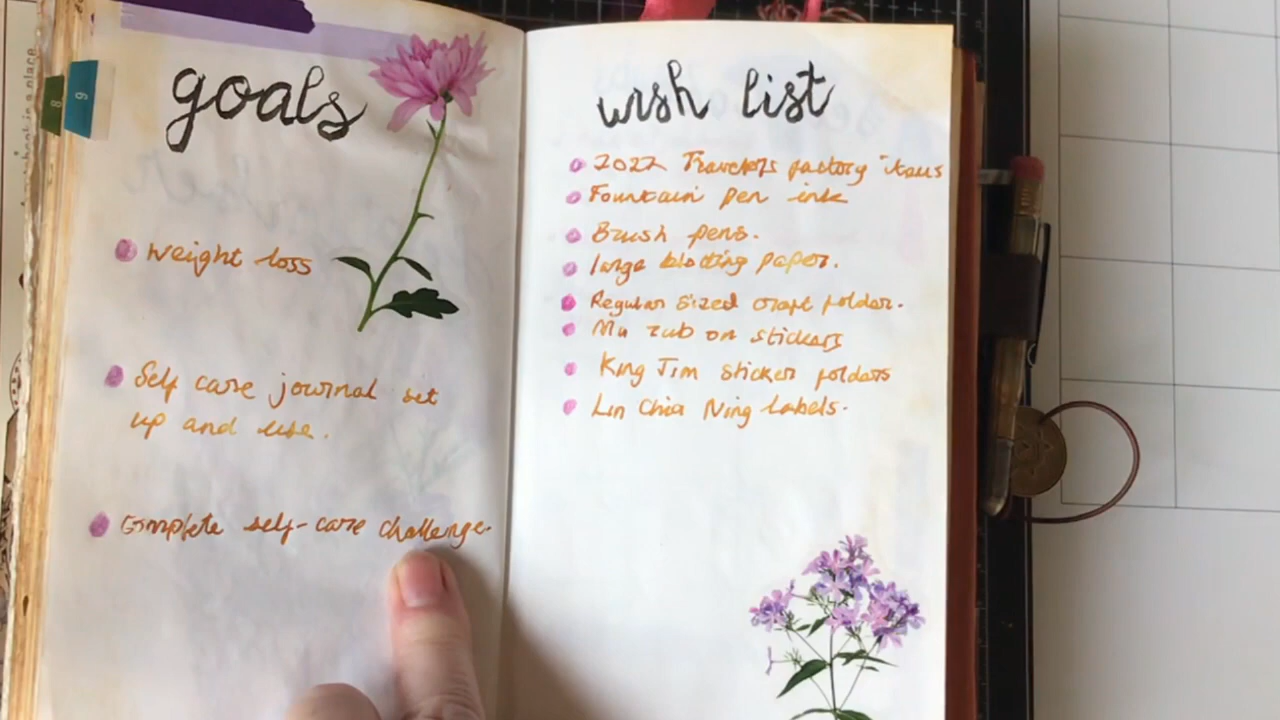 goals
weight loss
Self care journal set
up and use.
Complete self-care challenge.
wish list
2022 Travelers factory items
Fountain pen ink
Brush pens.
large blotting paper.
Regular sized craft folder.
Mu rub on stickers
King Jim sticker folders
Lin Chia Ning labels.
8
9